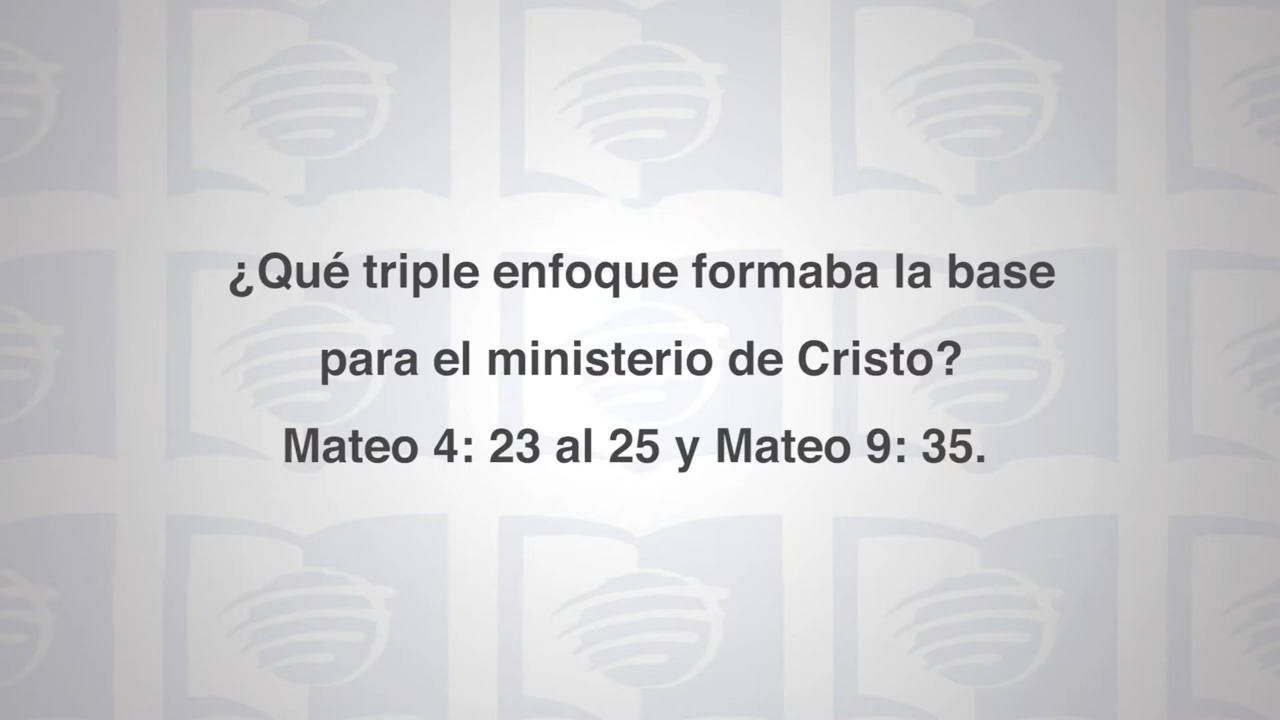 ¿Qué triple enfoque formaba la base
para el ministerio de Cristo?
Mateo 4: 23 al 25 y Mateo 9: 35.